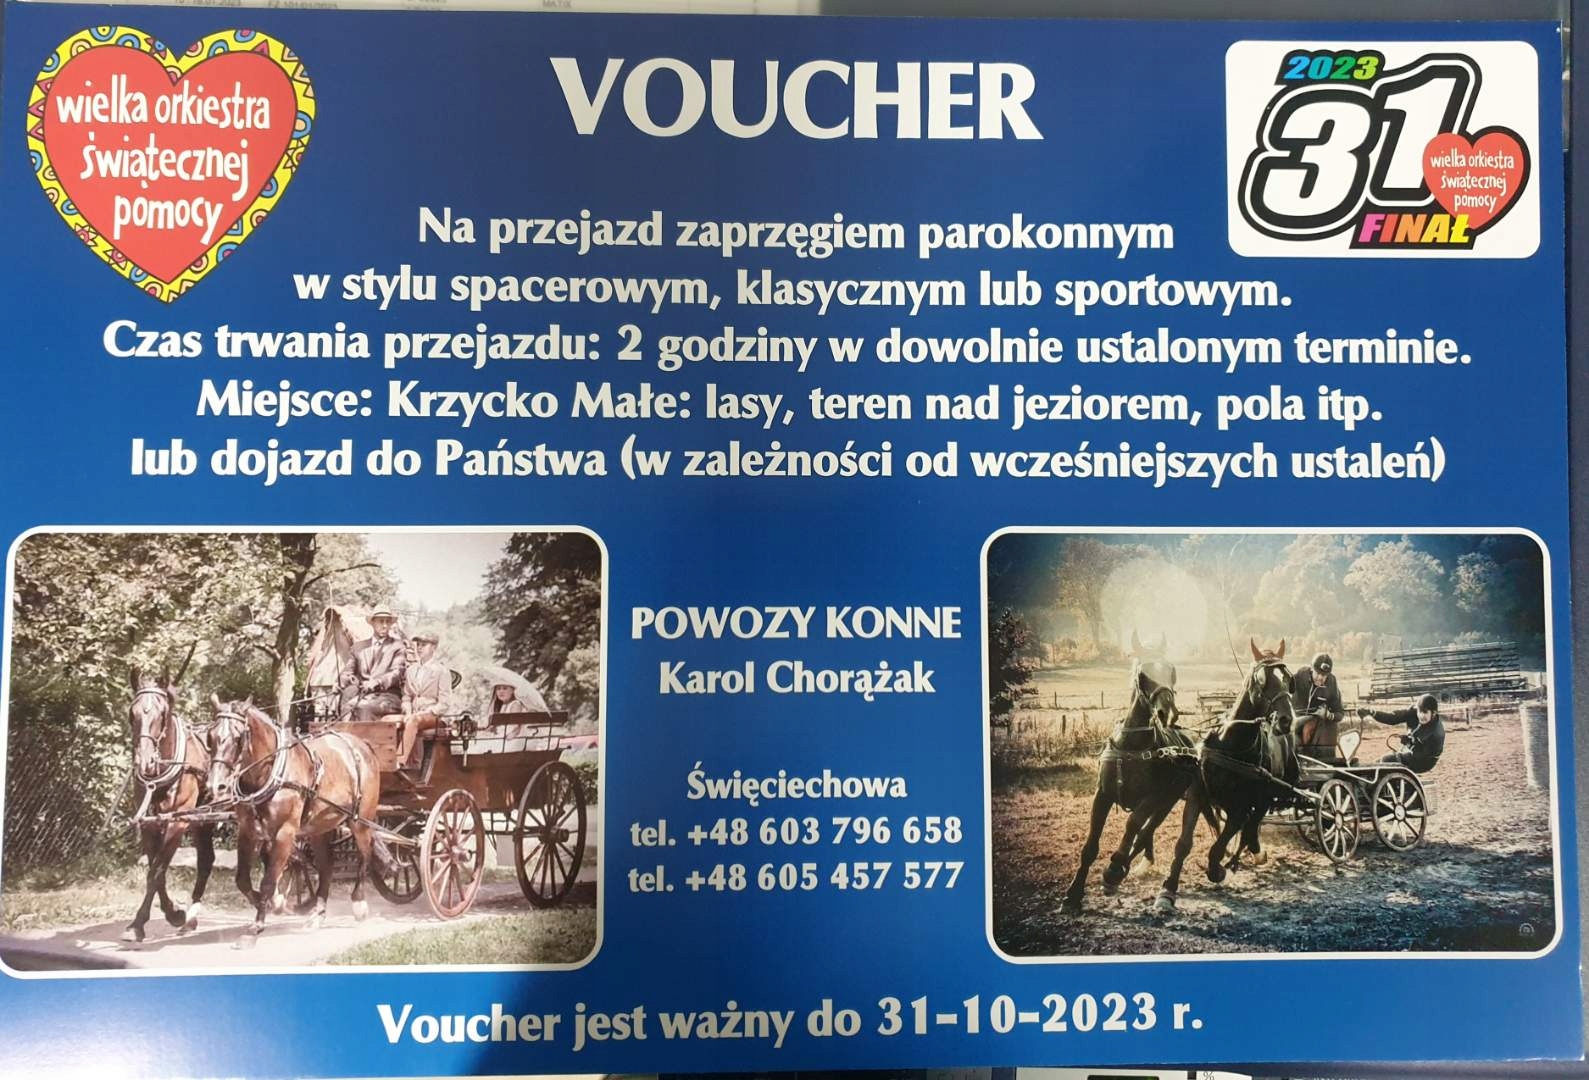 wielka orkiestra
świątecznej
pomocy
VOUCHER
2023
31
wielka orkiestra
świątecznej
pomocy
FINAŁ
Na przejazd zaprzęgiem parokonnym
w stylu spacerowym, klasycznym lub sportowym.
Czas trwania przejazdu: 2 godziny w dowolnie ustalonym terminie.
Miejsce: Krzycko Małe: lasy, teren nad jeziorem, pola itp.
lub dojazd do Państwa (w zależności od wcześniejszych ustaleń)
POWOZY KONNE
Karol Chorążak
Święciechowa
tel. +48 603 796 658
tel. +48 605 457 577
Voucher jest ważny do 31-10-2023 r.